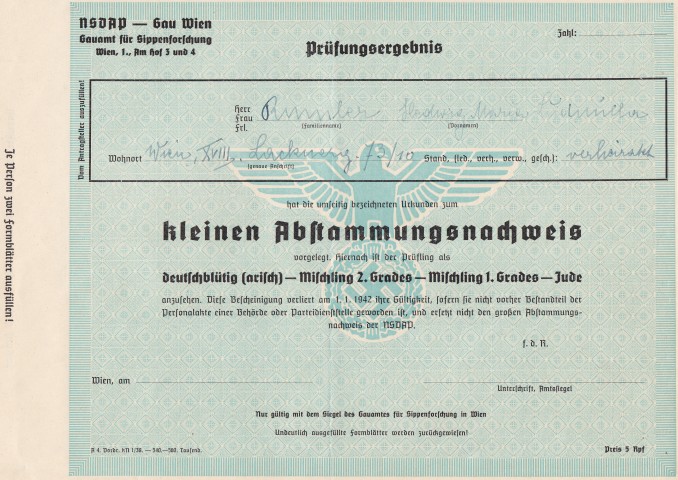 NSDAP — Gau Wien
Gauamt für Sippenforschung
Wien, 1., Am Hof 3 und 4
Zahl:
Prüfungsergebnis
Vom Antragsteller auszufüllen!
Herr
Frau
Frl.
Hedwig Maria Ludmilla
(Familienname) (Vornamen)
Wohnort Wien, XVIII., 73/10 Stand, (led., verh., verw., gesch.): verheiratet
(genaue Anschrift)
hat die umseitig bezeichneten Urkunden zum
kleinen Abstammungsnachweis
vorgelegt. Hiernach ist der Prüfling als
deutschblütig (arisch) — Mischling 2. Grades — Mischling 1. Grades — Jude
anzusehen. Diese Bescheinigung verliert am 1. 1. 1942 ihre Gültigkeit, sofern sie nicht vorher Bestandteil der
Personalakte einer Behörde oder Parteidienststelle geworden ist, und ersetzt nicht den großen Abstammungs-
nachweis der NSDAP.
f. d. R.
Wien, am
Unterschrift, Amtssiegel
Nur gültig mit dem Siegel des Gauamtes für Sippenforschung in Wien
Undeutlich ausgefüllte Formblätter werden zurückgewiesen!
Preis 5 Rpf
Je Person zwei Formblätter ausfüllen!